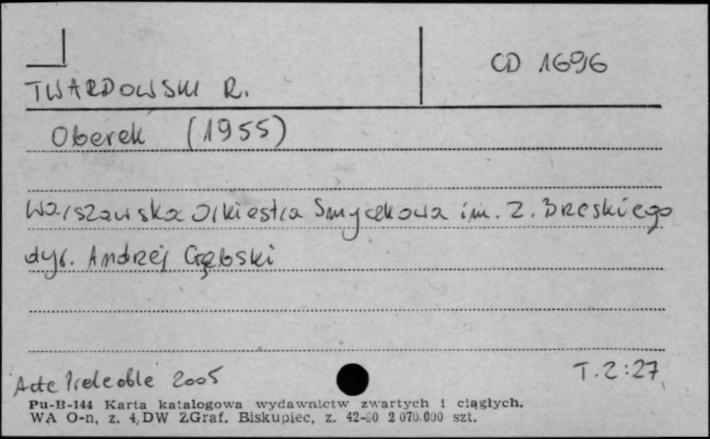 CD 1696
TWARDOWSKI R.
Oberek (1955)
Warszawska Orkiestra Smyczkowa im. Z. Brzeskiego
dyr. Andrzej
Acte Préalable 2005
T. 2:27
Pu-B-144 Karta katalogowa wydawnictw zwartych i ciągłych.
WA O-n, z. 4, DW ZGraf. Biskupiec, z. 42-80 2 070.000 szt.